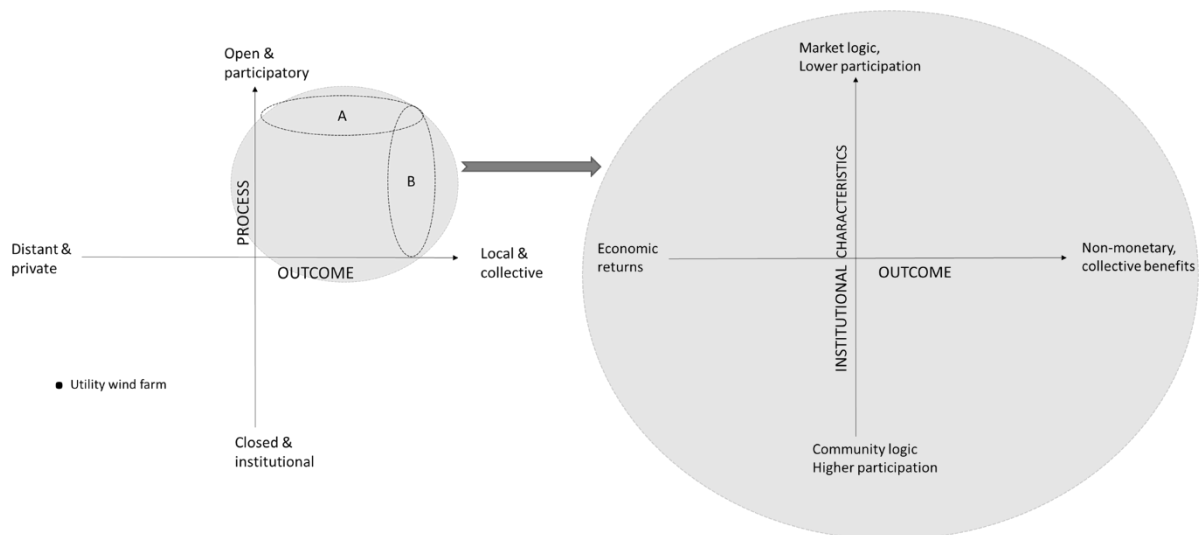 Open &
participatory
A
B
PROCESS
Distant &
private
OUTCOME
Local &
collective
Utility wind farm
Closed &
institutional
Market logic,
Lower participation
INSTITUTIONAL CHARACTERISTICS
Economic
returns
OUTCOME
Non-monetary,
collective benefits
Community logic
Higher participation